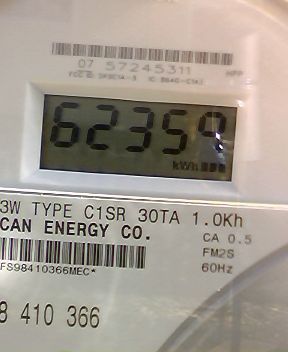 07 57245311
62359
kWh
3W TYPE C1SR 30TA 1.0Kh
CAN ENERGY CO.
CA 0.5
FM2S
60Hz
FS98410366MEC*
8 410 366